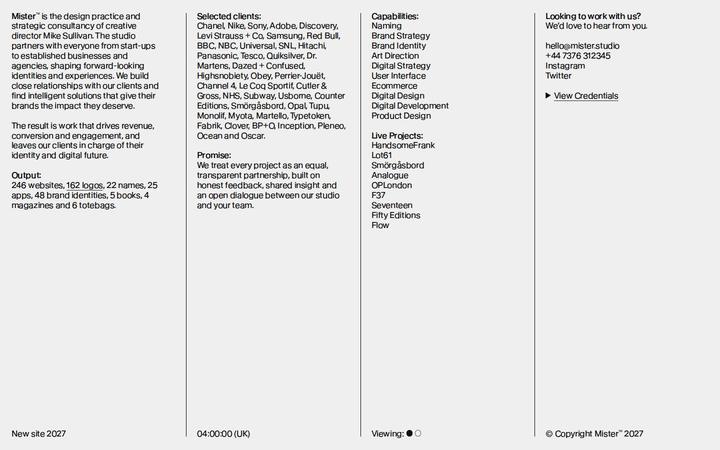 Mister™ is the design practice and
strategic consultancy of creative
director Mike Sullivan. The studio
partners with everyone from start-ups
to established businesses and
agencies, shaping forward-looking
identities and experiences. We build
close relationships with our clients and
find intelligent solutions that give their
brands the impact they deserve.
The result is work that drives revenue,
conversion and engagement, and
leaves our clients in charge of their
identity and digital future.
Output:
246 websites, 162 logos, 22 names, 25
apps, 48 brand identities, 5 books, 4
magazines and 6 totebags.
New site 2027
Selected clients:
Chanel, Nike, Sony, Adobe, Discovery,
Levi Strauss + Co, Samsung, Red Bull,
BBC, NBC, Universal, SNL, Hitachi,
Panasonic, Tesco, Quiksilver, Dr.
Martens, Dazed + Confused,
Highsnobiety, Obey, Perrier-Jouët,
Channel 4, Le Coq Sportif, Cutler &
Gross, NHS, Subway, Usborne, Counter
Editions, Smörgåsbord, Opal, Tupu,
Monolif, Myota, Martello, Typetoken,
Fabrik, Clover, BP+O, Inception, Pleneo,
Ocean and Oscar.
Promise:
We treat every project as an equal,
transparent partnership, built on
honest feedback, shared insight and
an open dialogue between our studio
and your team.
04:00:00 (UK)
Capabilities:
Naming
Brand Strategy
Brand Identity
Art Direction
Digital Strategy
User Interface
Ecommerce
Digital Design
Digital Development
Product Design
Live Projects:
HandsomeFrank
Lot61
Smörgåsbord
Analogue
OPLondon
F37
Seventeen
Fifty Editions
Flow
Viewing:
Looking to work with us?
We'd love to hear from you.
hello@mister.studio
+44 7376 312345
Instagram
Twitter
▶ View Credentials
© Copyright Mister™ 2027